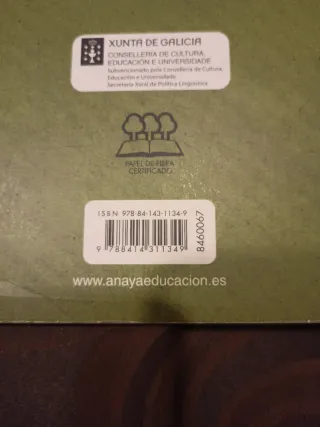 XUNTA DE GALICIA
CONSELLERÍA DE CULTURA,
EDUCACIÓN E UNIVERSIDADE
Subvencionado pola Consellería de Cultura,
Educación e Universidade.
Secretaría Xeral de Política Lingüística
PAPEL DE FIBRA
CERTIFICADO
ISBN 978-84-143-1134-9
9 788414 311349
8460067
www.anayaeducacion.es